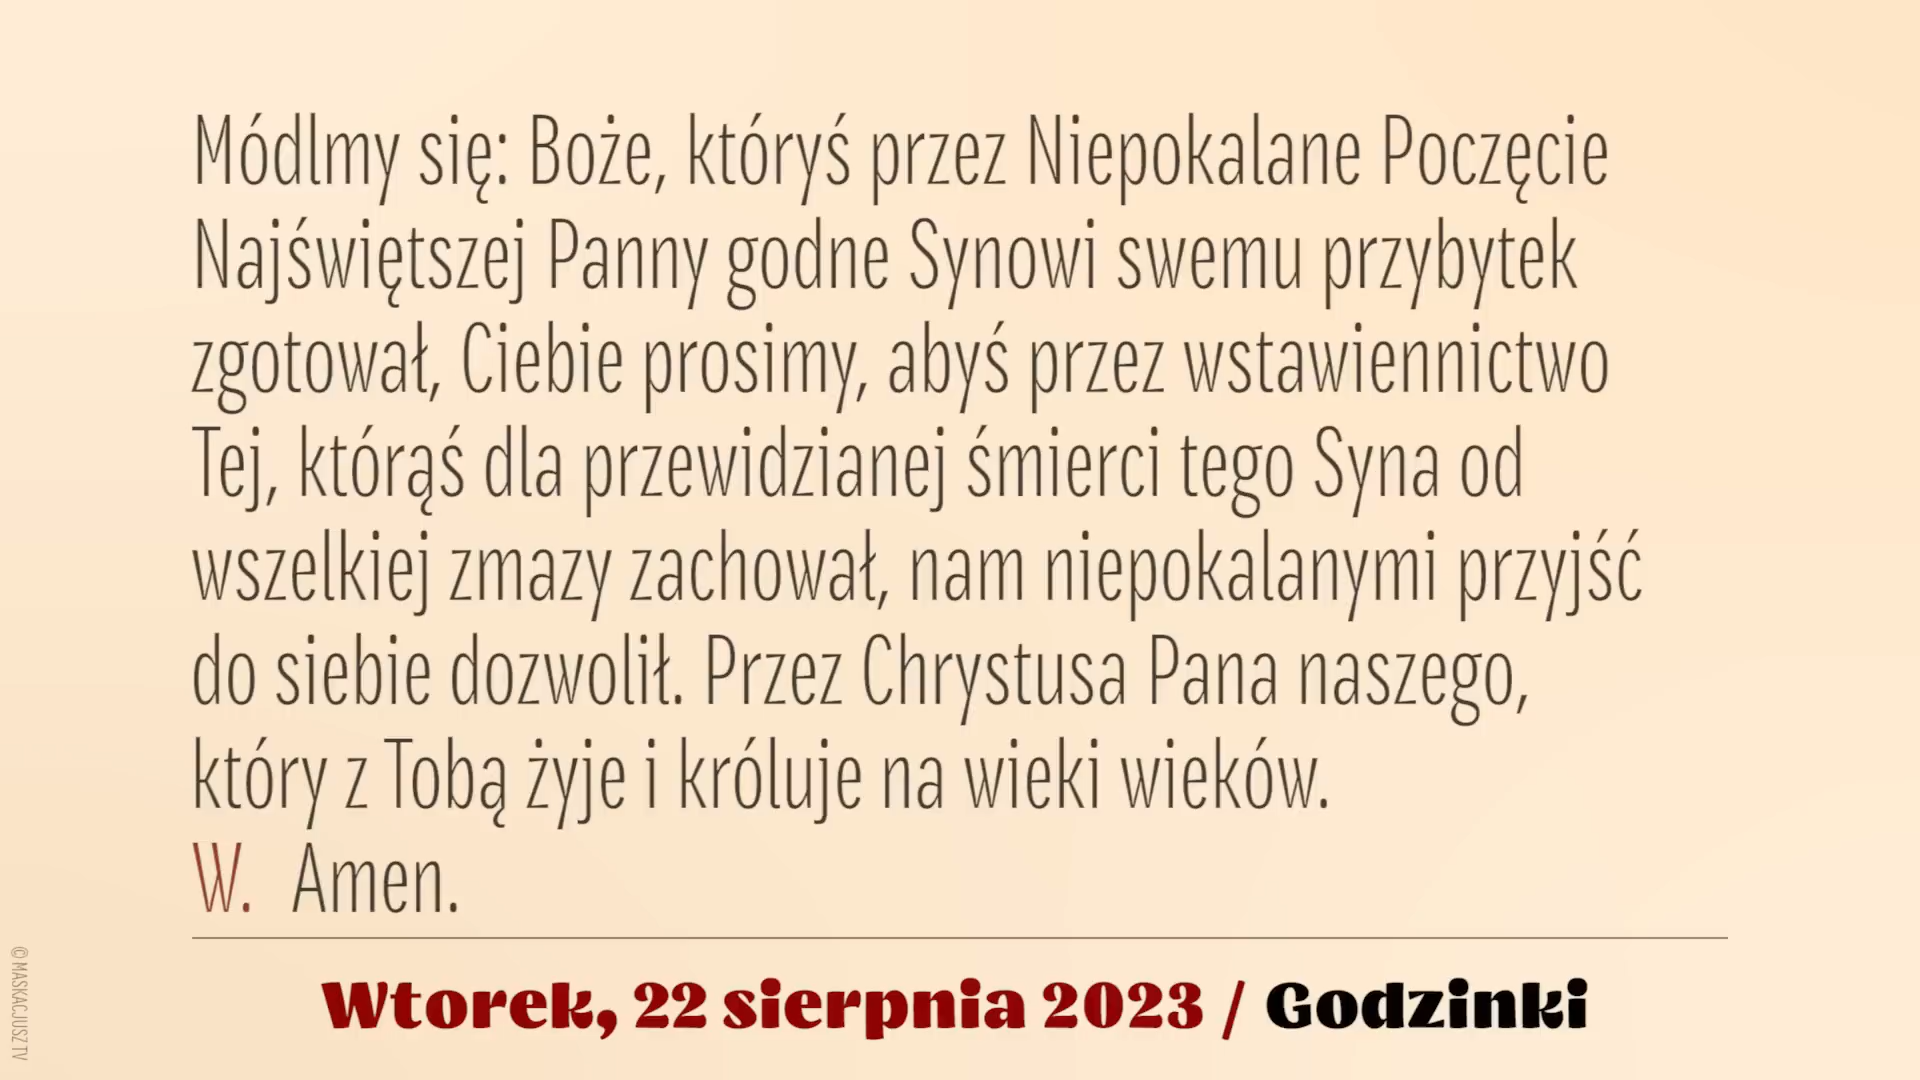 Módlmy się: Boże, któryś przez Niepokalane Poczęcie
Najświętszej Panny godne Synowi swemu przybytek
zgotował, Ciebie prosimy, abyś przez wstawiennictwo
Tej, którąś dla przewidzianej śmierci tego Syna od
wszelkiej zmazy zachował, nam niepokalanymi przyjść
do siebie dozwolił. Przez Chrystusa Pana naszego,
który z Tobą żyje i króluje na wieki wieków.
W. Amen.
Wtorek, 22 sierpnia 2023 / Godzinki
© MASKACJUSZ TV